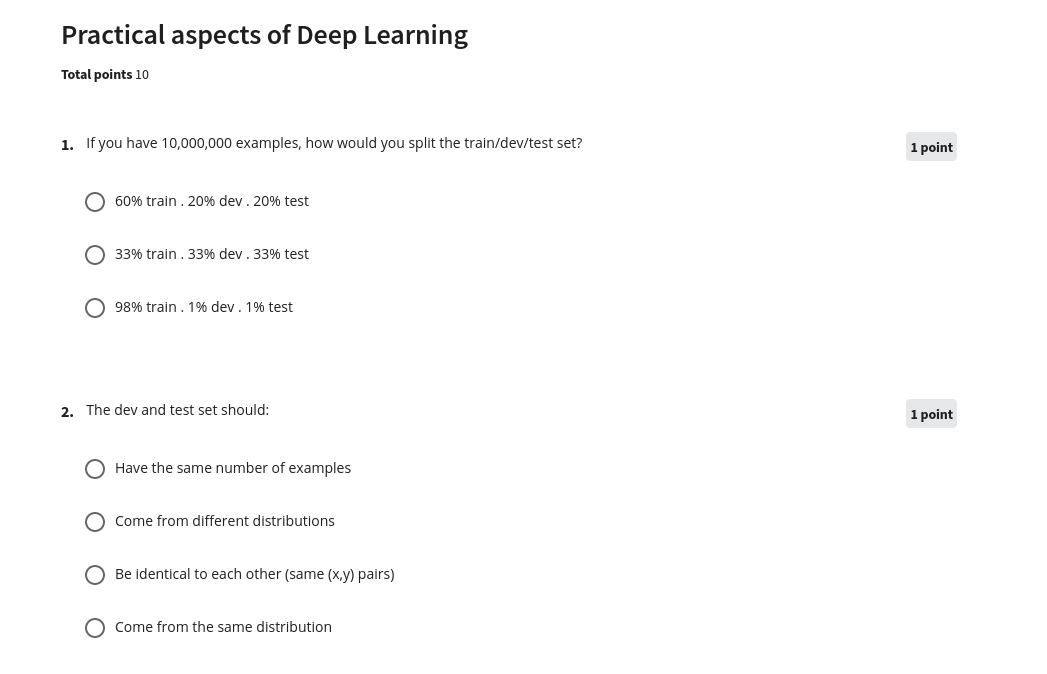 Practical aspects of Deep Learning
Total points 10
1. If you have 10,000,000 examples, how would you split the train/dev/test set?
1 point
60% train . 20% dev . 20% test
33% train . 33% dev . 33% test
98% train . 1% dev . 1% test
2. The dev and test set should:
1 point
Have the same number of examples
Come from different distributions
Be identical to each other (same (x,y) pairs)
Come from the same distribution